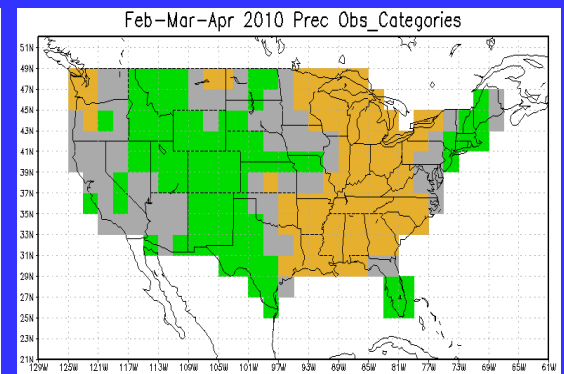 Feb-Mar-Apr 2010 Prec Obs_Categories
51N
49N
47N
45N
43N
41N
39N
37N
35N
33N
31N
29N
27N
25N
23N
21N
129W 125W 121W 117W 113W 109W 105W 101W 97W 93W 89W 85W 81W 77W 73W 69W 65W 61W